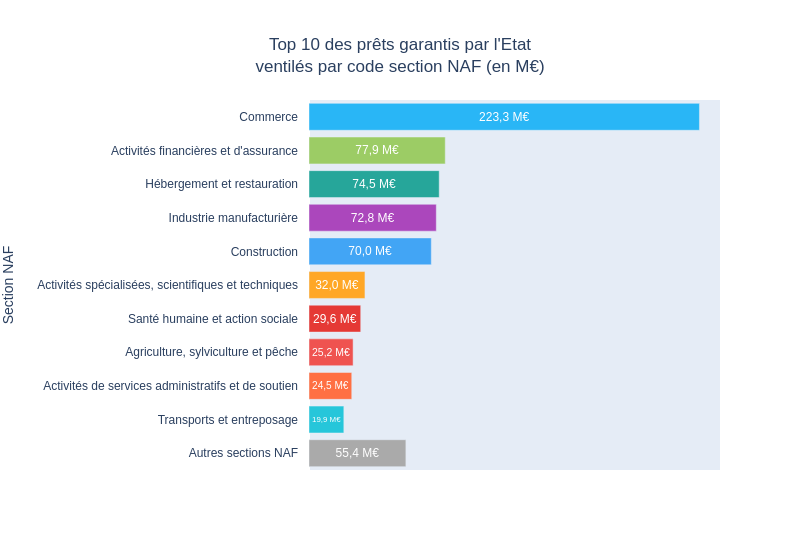 Top 10 des prêts garantis par l'Etat
ventilés par code section NAF (en M€)
Section NAF
Commerce 223,3 M€
Activités financières et d'assurance 77,9 M€
Hébergement et restauration 74,5 M€
Industrie manufacturière 72,8 M€
Construction 70,0 M€
Activités spécialisées, scientifiques et techniques 32,0 M€
Santé humaine et action sociale 29,6 M€
Agriculture, sylviculture et pêche 25,2 M€
Activités de services administratifs et de soutien 24,5 M€
Transports et entreposage 19,9 M€
Autres sections NAF 55,4 M€